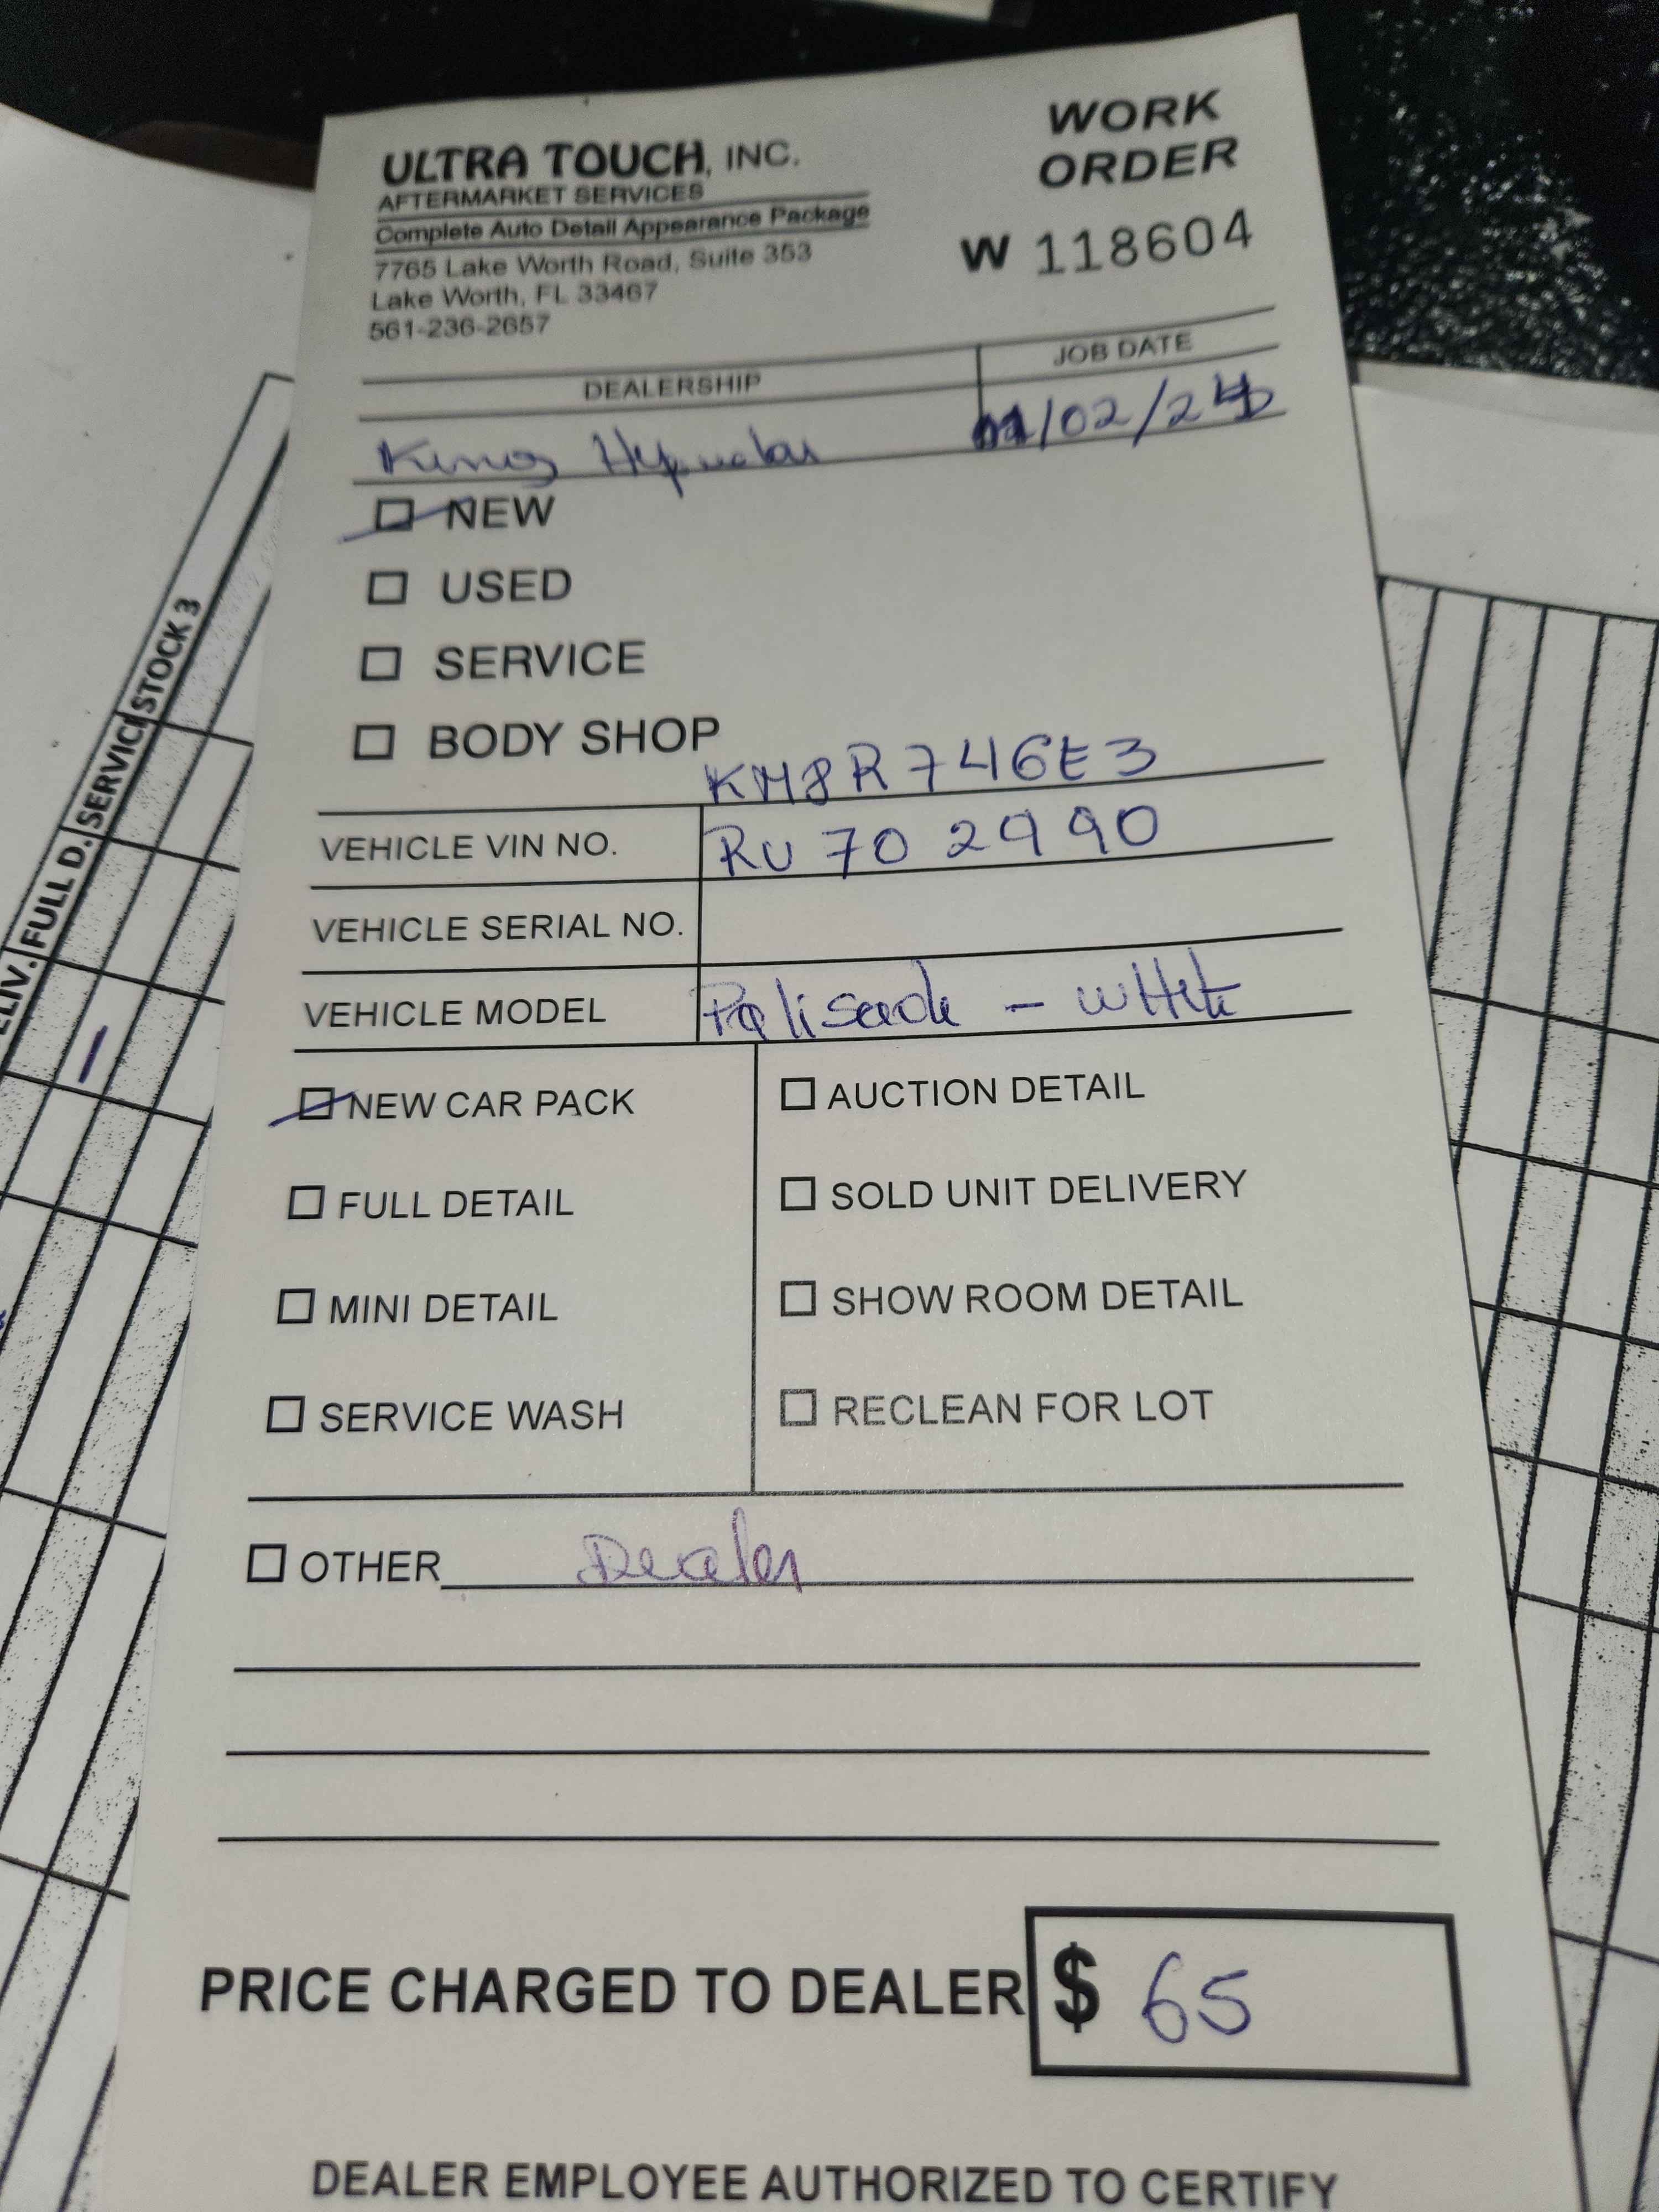 ULTRA TOUCH, INC.
AFTERMARKET SERVICES
Complete Auto Detail Appearance Package
7765 Lake Worth Road, Suite 353
Lake Worth, FL 33467
561-236-2657
WORK
ORDER
W 118604
DEALERSHIP
JOB DATE
King Hyundai
/02/24
NEW
USED
SERVICE
BODY SHOP
KM8R746E3
VEHICLE VIN NO. RU702990
VEHICLE SERIAL NO.
VEHICLE MODEL Palisade - white
NEW CAR PACK
FULL DETAIL
MINI DETAIL
SERVICE WASH
AUCTION DETAIL
SOLD UNIT DELIVERY
SHOW ROOM DETAIL
RECLEAN FOR LOT
OTHER Dealer
PRICE CHARGED TO DEALER $ 65
DEALER EMPLOYEE AUTHORIZED TO CERTIFY
FULL D.
SERVICE
STOCK 3